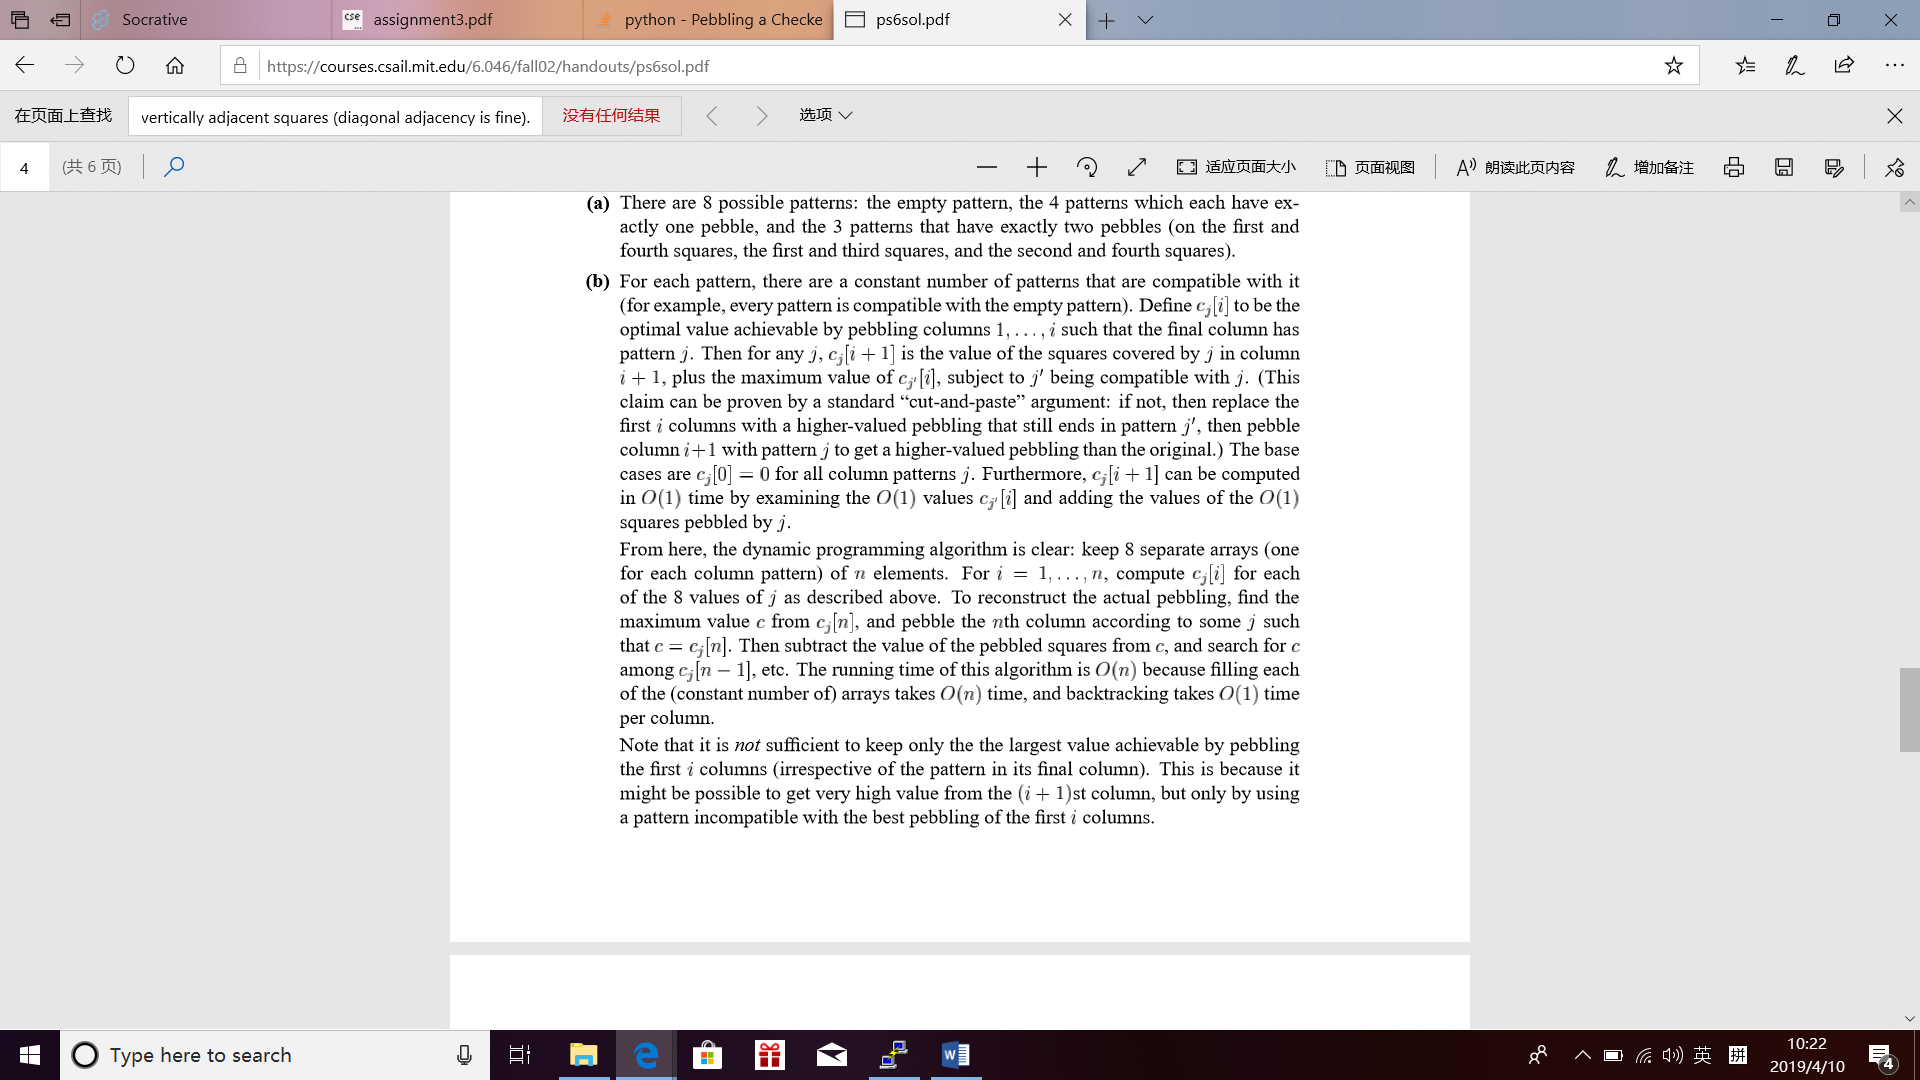 Socrative
assignment3.pdf
python - Pebbling a Checke
ps6sol.pdf
https://courses.csail.mit.edu/6.046/fall02/handouts/ps6sol.pdf
在页面上查找
vertically adjacent squares (diagonal adjacency is fine).
没有任何结果
选项
4
(共 6 页)
适应页面大小
页面视图
朗读此页内容
增加备注
(a) There are 8 possible patterns: the empty pattern, the 4 patterns which each have ex-
actly one pebble, and the 3 patterns that have exactly two pebbles (on the first and
fourth squares, the first and third squares, and the second and fourth squares).
(b) For each pattern, there are a constant number of patterns that are compatible with it
(for example, every pattern is compatible with the empty pattern). Define c_j[i] to be the
optimal value achievable by pebbling columns 1, . . . , i such that the final column has
pattern j. Then for any j, c_j[i + 1] is the value of the squares covered by j in column
i + 1, plus the maximum value of c_j′[i], subject to j′ being compatible with j. (This
claim can be proven by a standard “cut-and-paste” argument: if not, then replace the
first i columns with a higher-valued pebbling that still ends in pattern j′, then pebble
column i+1 with pattern j to get a higher-valued pebbling than the original.) The base
cases are c_j[0] = 0 for all column patterns j. Furthermore, c_j[i + 1] can be computed
in O(1) time by examining the O(1) values c_j′[i] and adding the values of the O(1)
squares pebbled by j.
From here, the dynamic programming algorithm is clear: keep 8 separate arrays (one
for each column pattern) of n elements. For i = 1, . . . , n, compute c_j[i] for each
of the 8 values of j as described above. To reconstruct the actual pebbling, find the
maximum value c from c_j[n], and pebble the nth column according to some j such
that c = c_j[n]. Then subtract the value of the pebbled squares from c, and search for c
among c_j[n − 1], etc. The running time of this algorithm is O(n) because filling each
of the (constant number of) arrays takes O(n) time, and backtracking takes O(1) time
per column.
Note that it is not sufficient to keep only the the largest value achievable by pebbling
the first i columns (irrespective of the pattern in its final column). This is because it
might be possible to get very high value from the (i + 1)st column, but only by using
a pattern incompatible with the best pebbling of the first i columns.
Type here to search
英
拼
10:22
2019/4/10
4